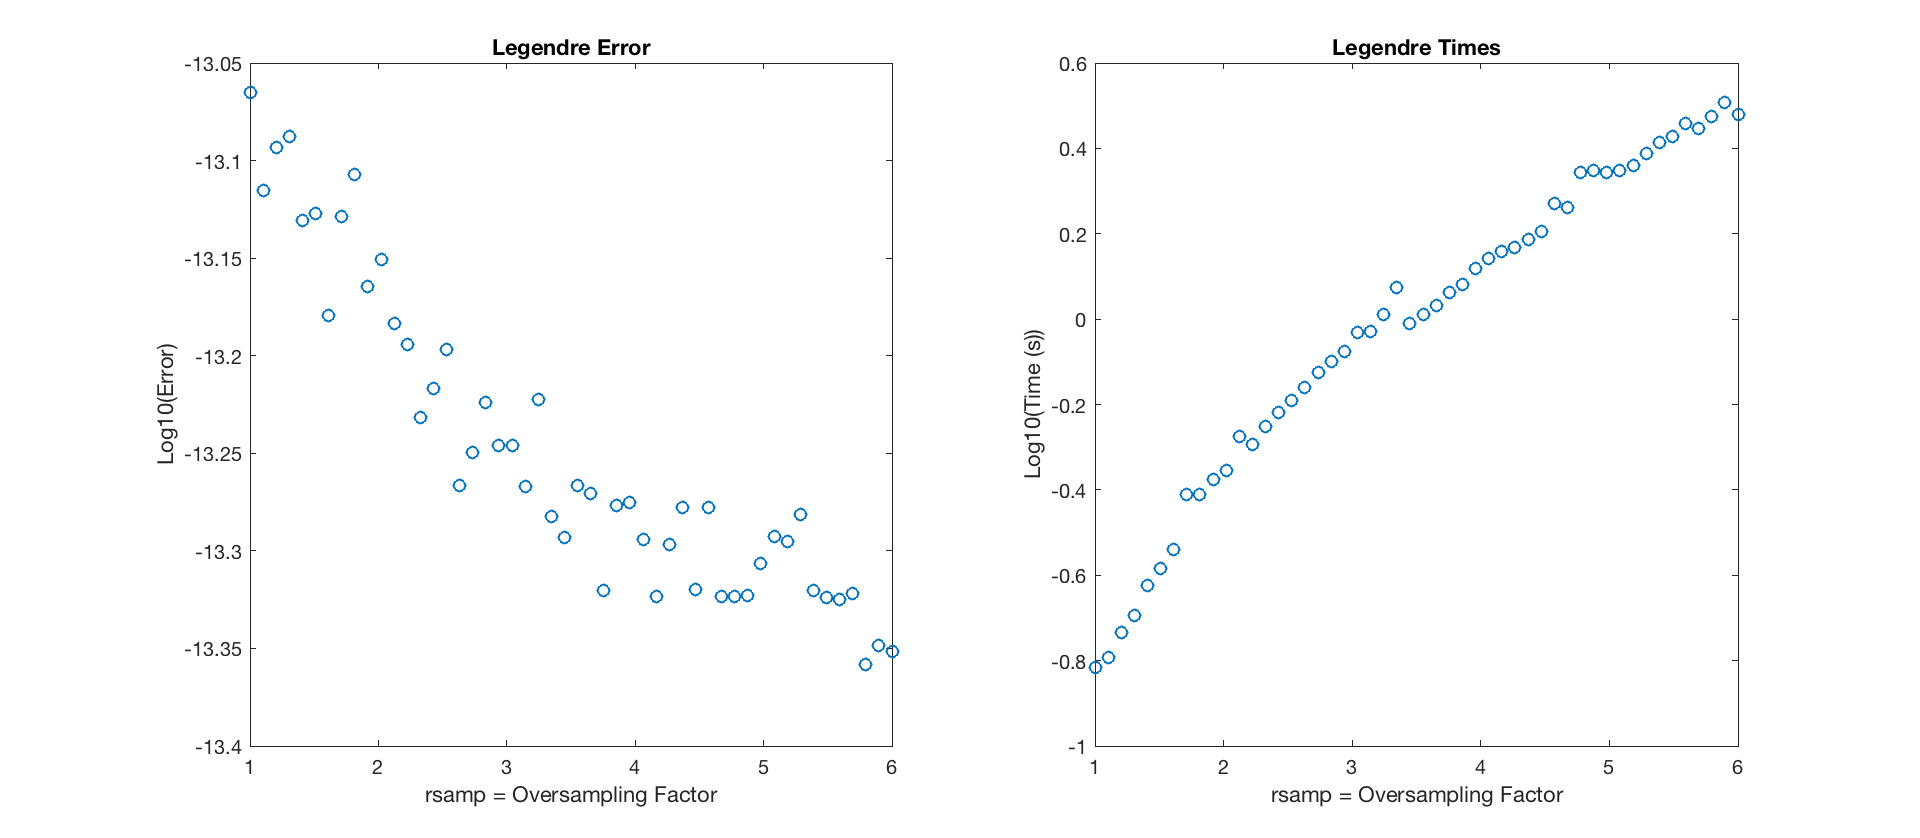 Legendre Error
-13.05
-13.1
-13.15
-13.2
-13.25
-13.3
-13.35
-13.4
Log10(Error)
1 2 3 4 5 6
rsamp = Oversampling Factor
Legendre Times
0.6
0.4
0.2
0
-0.2
-0.4
-0.6
-0.8
-1
Log10(Time (s))
1 2 3 4 5 6
rsamp = Oversampling Factor